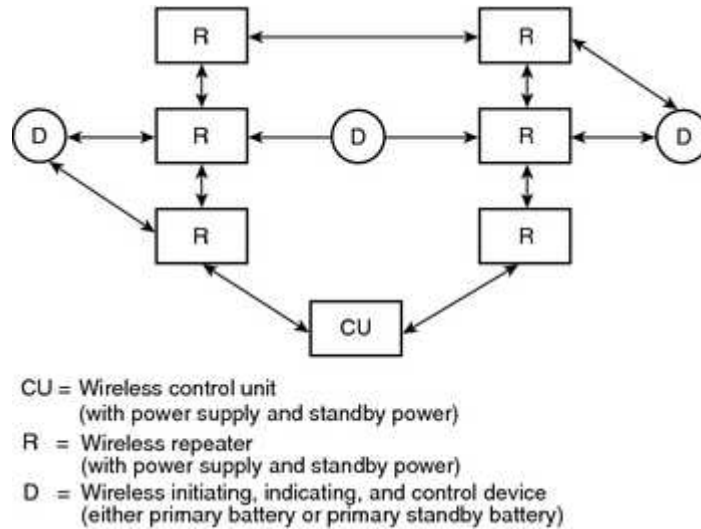 R R
D R D R D
R R
CU
CU = Wireless control unit
(with power supply and standby power)
R = Wireless repeater
(with power supply and standby power)
D = Wireless initiating, indicating, and control device
(either primary battery or primary standby battery)